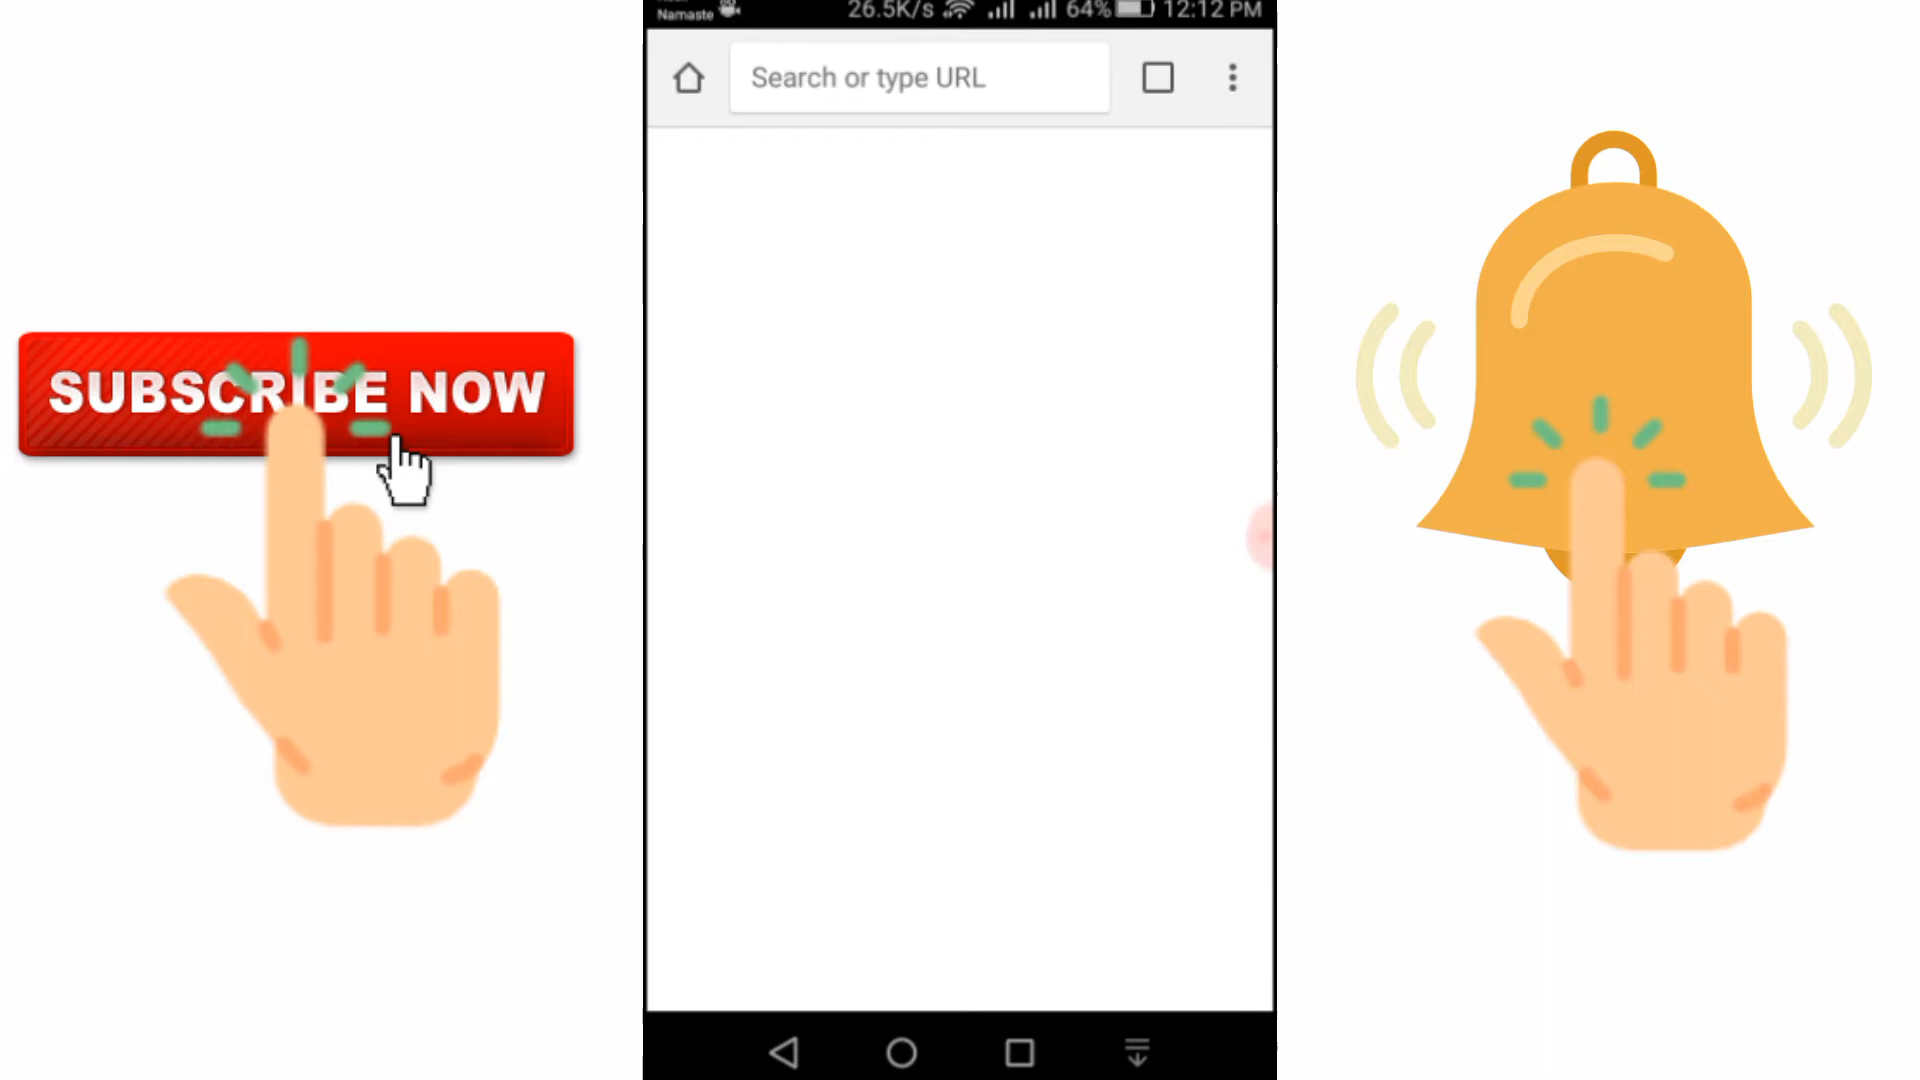 Namaste
26.5K/s 64% 12:12 PM
Search or type URL
SUBSCRIBE NOW